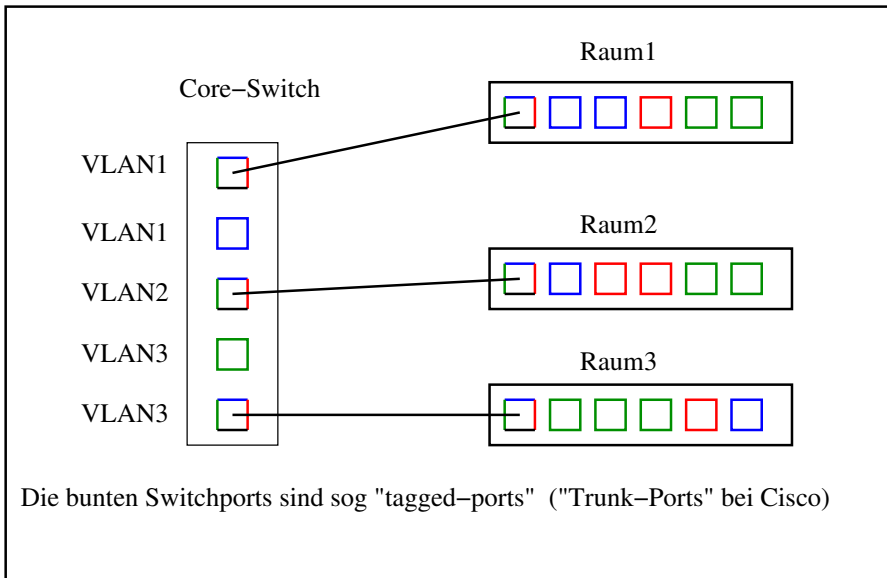 Raum1
Core−Switch
VLAN1
VLAN1
Raum2
VLAN2
VLAN3
Raum3
VLAN3
Die bunten Switchports sind sog "tagged−ports" ("Trunk−Ports" bei Cisco)